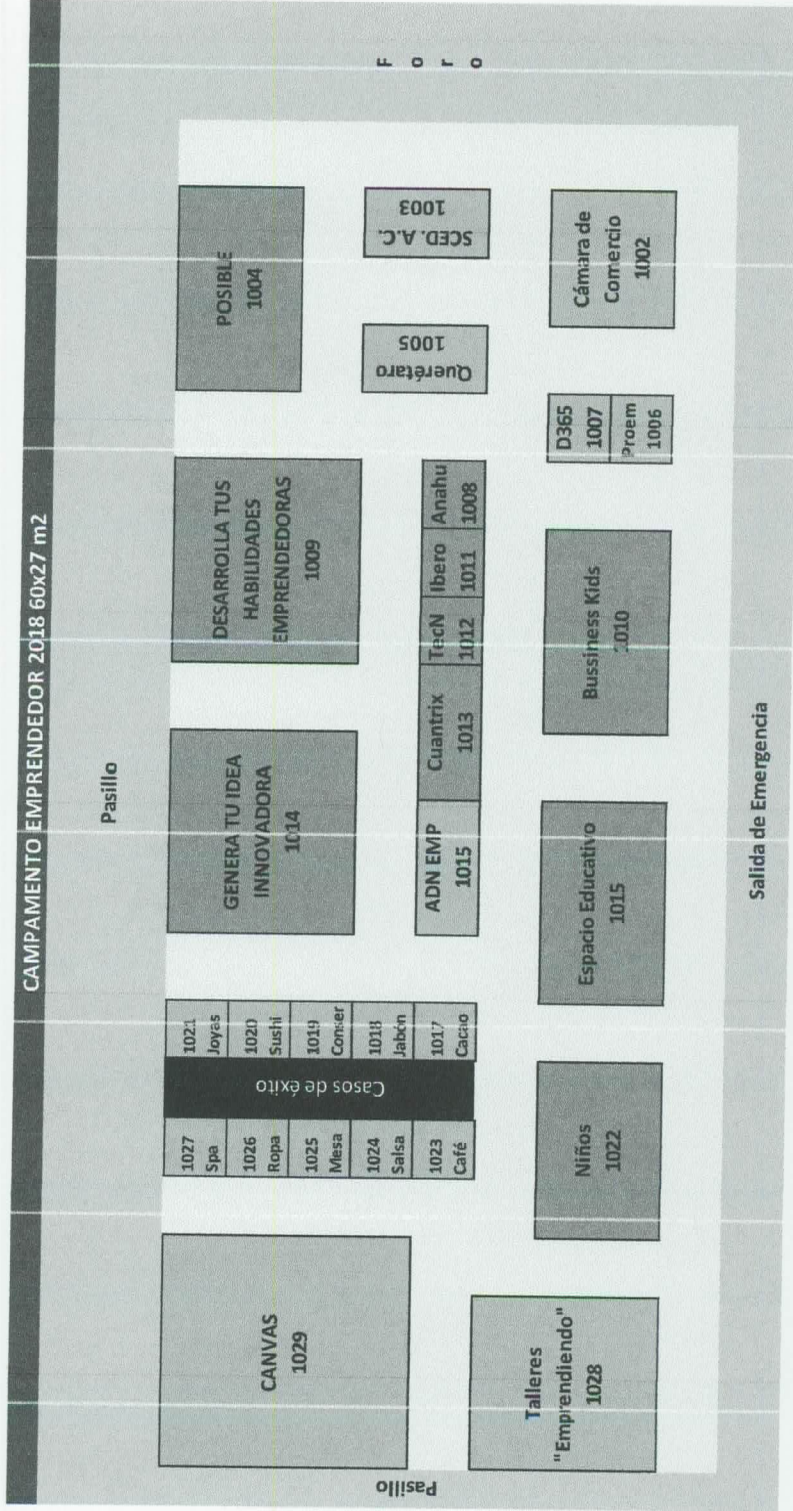 CAMPAMENTO EMPRENDEDOR 2018 60x27 m2
Pasillo
Foro
CANVAS
1029
1027
Spa
1026
Ropa
1025
Mesa
1024
Salsa
1023
Café
Casos de éxito
1021
Joyas
1020
Sushi
1019
Conser
1018
Jabón
1017
Cacao
GENERA TU IDEA
INNOVADORA
1014
DESARROLLA TUS
HABILIDADES
EMPRENDEDORAS
1009
POSIBLE
1004
ADN EMP
1015
Cuantrix
1013
TecN
1012
Ibero
1011
Anahu
1008
Querétaro
1005
SCED. A.C.
1003
Pasillo
Talleres
"Emprendiendo"
1028
Niños
1022
Espacio Educativo
1015
Bussiness Kids
1010
D365
1007
Proem
1006
Cámara de
Comercio
1002
Salida de Emergencia